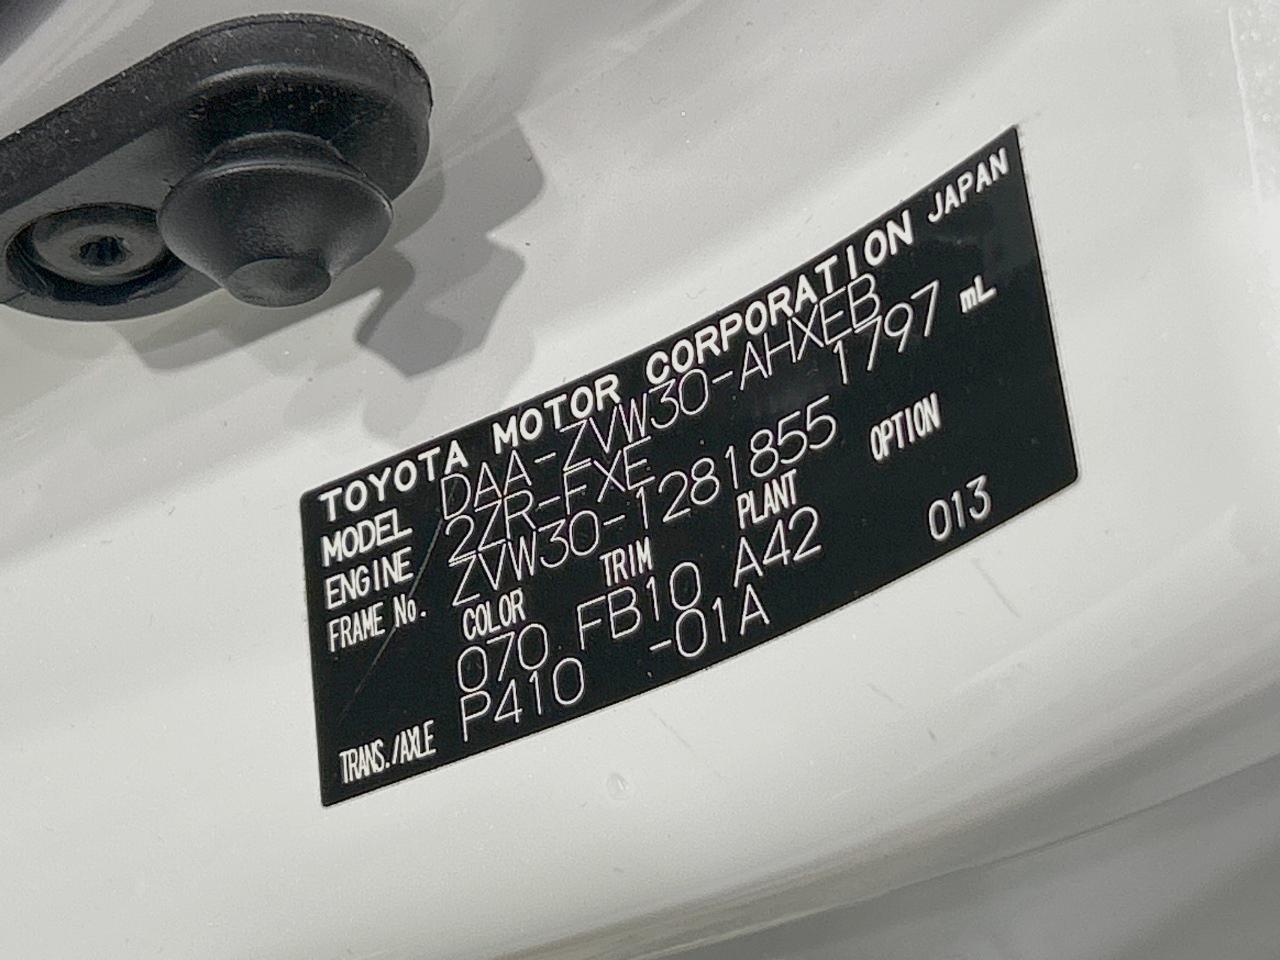 TOYOTA MOTOR CORPORATION JAPAN
MODEL DAA-ZVW30-AHXEB
ENGINE 2ZR-FXE 1797 mL
FRAME No. ZVW30-1281855
COLOR TRIM PLANT OPTION
070 FB10 A42 013
TRANS./AXLE P410 -01A